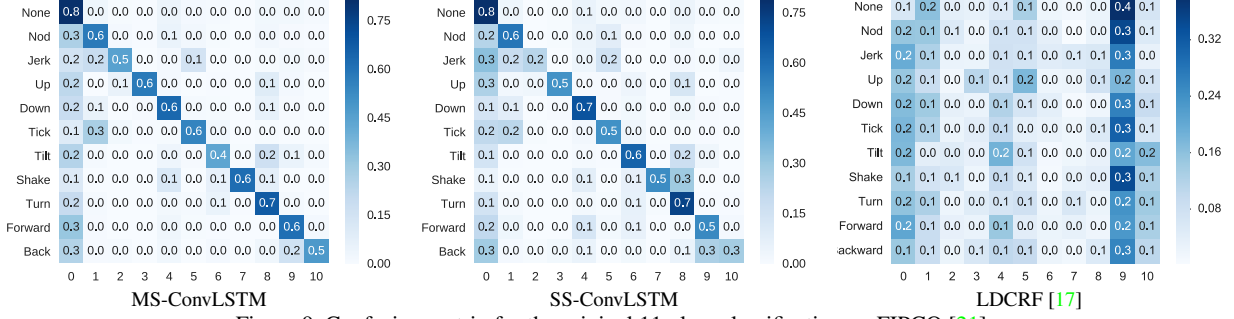 None 0.8 0.0 0.0 0.0 0.0 0.0 0.0 0.0 0.0 0.0 0.0
Nod 0.3 0.6 0.0 0.0 0.1 0.0 0.0 0.0 0.0 0.0 0.0
Jerk 0.2 0.2 0.5 0.0 0.0 0.1 0.0 0.0 0.0 0.0 0.0
Up 0.2 0.0 0.1 0.6 0.0 0.0 0.0 0.0 0.1 0.0 0.0
Down 0.2 0.1 0.0 0.0 0.6 0.0 0.0 0.0 0.1 0.0 0.0
Tick 0.1 0.3 0.0 0.0 0.0 0.6 0.0 0.0 0.0 0.0 0.0
Tilt 0.2 0.0 0.0 0.0 0.0 0.0 0.4 0.0 0.2 0.1 0.0
Shake 0.1 0.0 0.0 0.0 0.1 0.0 0.1 0.6 0.1 0.0 0.0
Turn 0.2 0.0 0.0 0.0 0.0 0.0 0.1 0.0 0.7 0.0 0.0
Forward 0.3 0.0 0.0 0.0 0.0 0.0 0.0 0.0 0.0 0.6 0.0
Back 0.3 0.0 0.0 0.0 0.0 0.0 0.0 0.0 0.1 0.2 0.5
0 1 2 3 4 5 6 7 8 9 10
0.75
0.60
0.45
0.30
0.15
0.00
MS-ConvLSTM
None 0.8 0.0 0.0 0.0 0.1 0.0 0.0 0.0 0.0 0.0 0.0
Nod 0.2 0.6 0.0 0.0 0.0 0.1 0.0 0.0 0.0 0.0 0.0
Jerk 0.3 0.2 0.2 0.0 0.0 0.2 0.0 0.0 0.0 0.0 0.0
Up 0.3 0.0 0.0 0.5 0.0 0.0 0.0 0.0 0.1 0.0 0.0
Down 0.1 0.1 0.0 0.0 0.7 0.0 0.0 0.0 0.0 0.0 0.0
Tick 0.2 0.2 0.0 0.0 0.0 0.5 0.0 0.0 0.0 0.0 0.0
Tilt 0.1 0.0 0.0 0.0 0.0 0.0 0.6 0.0 0.2 0.0 0.0
Shake 0.1 0.0 0.0 0.0 0.1 0.0 0.1 0.5 0.3 0.0 0.0
Turn 0.1 0.0 0.0 0.0 0.0 0.0 0.1 0.0 0.7 0.0 0.0
Forward 0.2 0.0 0.0 0.0 0.1 0.0 0.0 0.0 0.1 0.5 0.0
Back 0.3 0.0 0.0 0.0 0.0 0.0 0.0 0.0 0.1 0.3 0.3
0 1 2 3 4 5 6 7 8 9 10
0.75
0.60
0.45
0.30
0.15
0.00
SS-ConvLSTM
None 0.1 0.2 0.0 0.0 0.0 0.1 0.0 0.0 0.0 0.4 0.1
Nod 0.2 0.1 0.1 0.0 0.1 0.1 0.0 0.0 0.0 0.3 0.1
Jerk 0.2 0.1 0.0 0.0 0.1 0.1 0.0 0.1 0.1 0.3 0.0
Up 0.2 0.1 0.0 0.1 0.1 0.2 0.0 0.0 0.1 0.2 0.1
Down 0.2 0.1 0.0 0.0 0.1 0.1 0.0 0.0 0.0 0.3 0.1
Tick 0.2 0.1 0.0 0.0 0.1 0.0 0.0 0.0 0.1 0.3 0.1
Tilt 0.2 0.0 0.0 0.0 0.2 0.1 0.0 0.0 0.0 0.2 0.2
Shake 0.1 0.1 0.1 0.0 0.1 0.1 0.0 0.0 0.0 0.3 0.1
Turn 0.1 0.1 0.0 0.0 0.1 0.1 0.0 0.1 0.0 0.2 0.1
Forward 0.2 0.1 0.0 0.0 0.1 0.0 0.0 0.0 0.0 0.2 0.1
ackward 0.1 0.1 0.0 0.0 0.1 0.1 0.0 0.0 0.1 0.3 0.1
0 1 2 3 4 5 6 7 8 9 10
0.32
0.24
0.16
0.08
LDCRF [17]